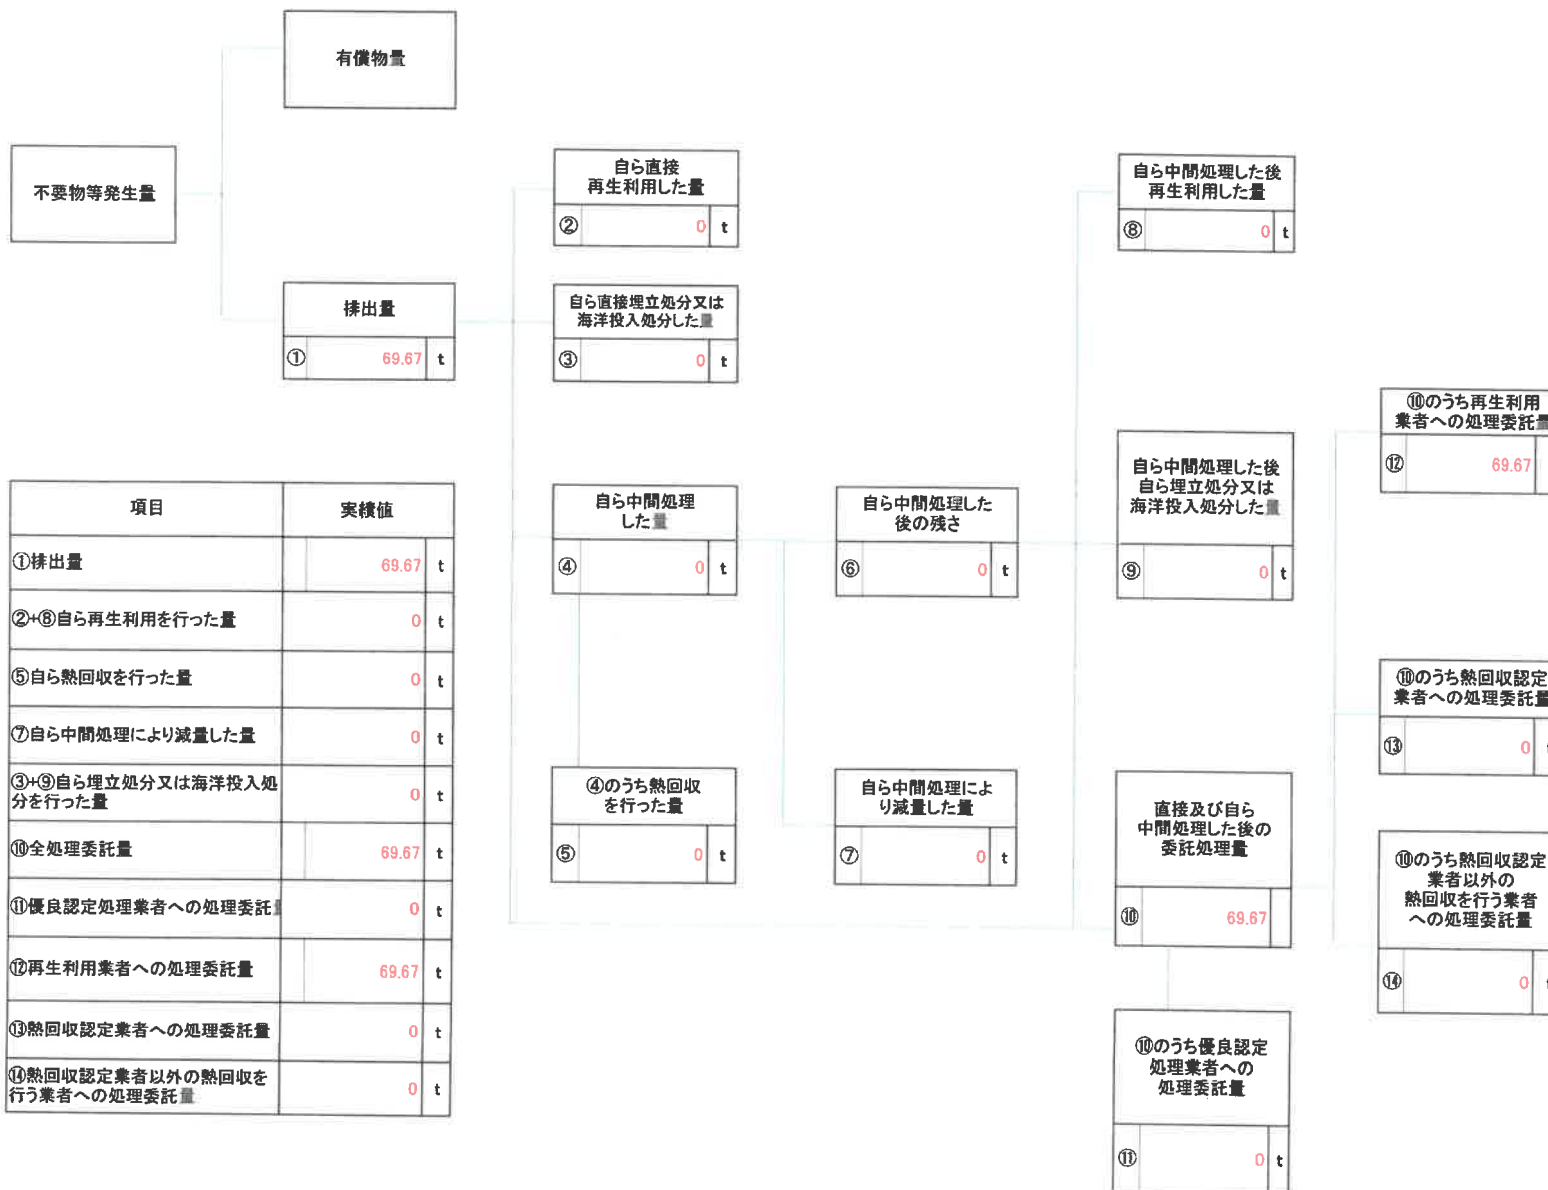 有償物量
不要物等発生量
排出量
① 69.67 t
自ら直接
再生利用した量
② 0 t
自ら直接埋立処分又は
海洋投入処分した量
③ 0 t
自ら中間処理
した量
④ 0 t
④のうち熱回収
を行った量
⑤ 0 t
自ら中間処理した
後の残さ
⑥ 0 t
自ら中間処理によ
り減量した量
⑦ 0 t
自ら中間処理した後
再生利用した量
⑧ 0 t
自ら中間処理した後
自ら埋立処分又は
海洋投入処分した量
⑨ 0 t
直接及び自ら
中間処理した後の
委託処理量
⑩ 69.67
⑩のうち優良認定
処理業者への
処理委託量
⑪ 0 t
⑩のうち再生利用
業者への処理委託量
⑫ 69.67
⑩のうち熱回収認定
業者への処理委託量
⑬ 0 t
⑩のうち熱回収認定
業者以外の
熱回収を行う業者
への処理委託量
⑭ 0 t
項目 実績値
①排出量 69.67 t
②+⑧自ら再生利用を行った量 0 t
⑤自ら熱回収を行った量 0 t
⑦自ら中間処理により減量した量 0 t
③+⑨自ら埋立処分又は海洋投入処
分を行った量 0 t
⑩全処理委託量 69.67 t
⑪優良認定処理業者への処理委託量 0 t
⑫再生利用業者への処理委託量 69.67 t
⑬熱回収認定業者への処理委託量 0 t
⑭熱回収認定業者以外の熱回収を
行う業者への処理委託量 0 t